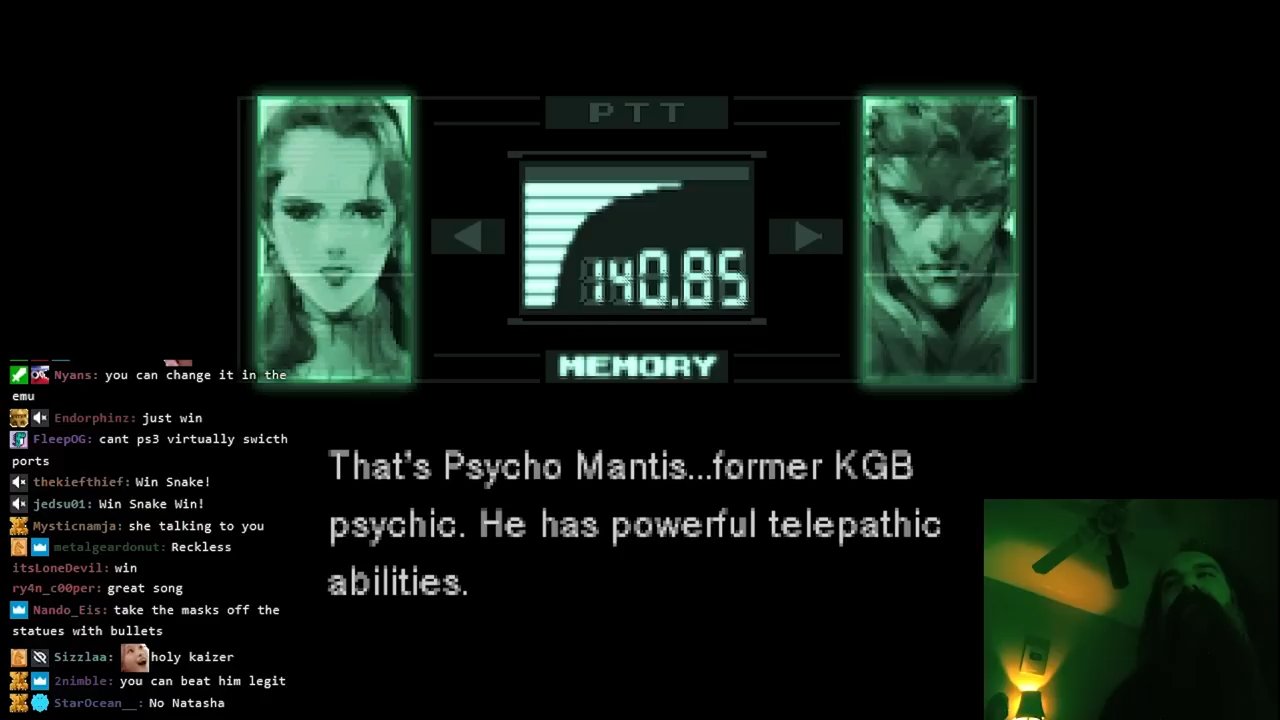 PTT
140.85
MEMORY
Nyans: you can change it in the
emu
Endorphinz: just win
FleepOG: cant ps3 virtually swicth
ports
thekiefthief: Win Snake!
jedsu01: Win Snake Win!
Mysticnamja: she talking to you
metalgeardonut: Reckless
itsLoneDevil: win
ry4n_c00per: great song
Nando_Eis: take the masks off the
statues with bullets
Sizzlaa: holy kaizer
2nimble: you can beat him legit
StarOcean__: No Natasha
That's Psycho Mantis...former KGB
psychic. He has powerful telepathic
abilities.